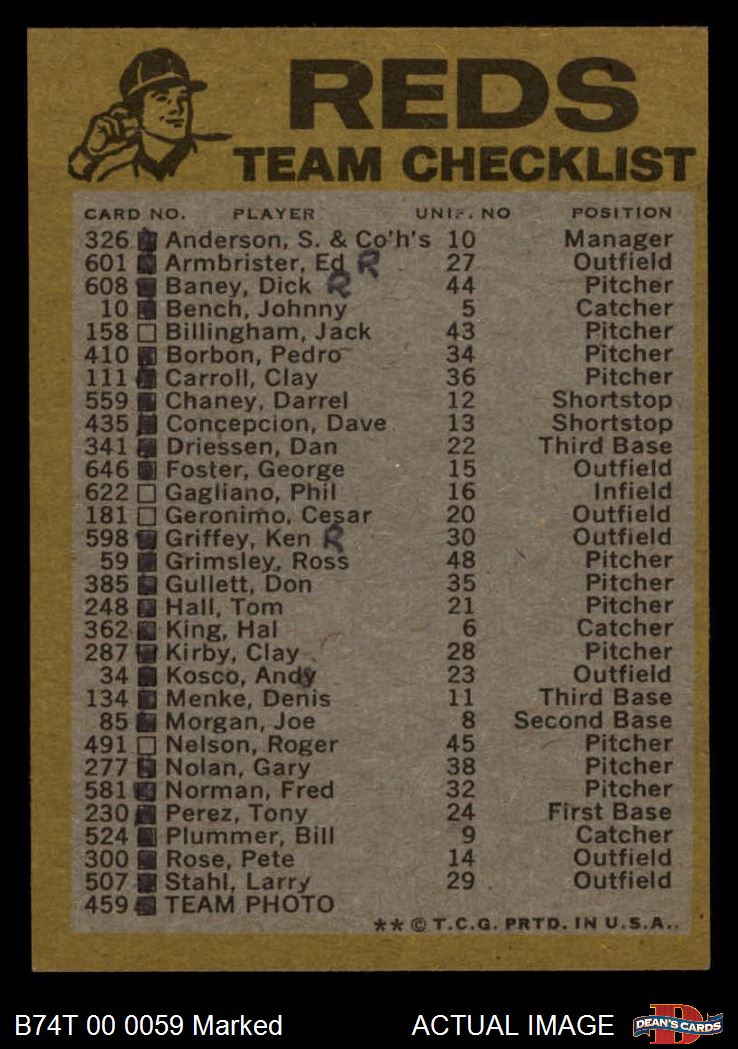 REDS
TEAM CHECKLIST
CARD NO. PLAYER UNIF. NO POSITION
326 Anderson, S. & Co'h's 10 Manager
601 Armbrister, Ed R 27 Outfield
608 Baney, Dick R 44 Pitcher
10 Bench, Johnny 5 Catcher
158 Billingham, Jack 43 Pitcher
410 Borbon, Pedro 34 Pitcher
111 Carroll, Clay 36 Pitcher
559 Chaney, Darrel 12 Shortstop
435 Concepcion, Dave 13 Shortstop
341 Driessen, Dan 22 Third Base
646 Foster, George 15 Outfield
622 Gagliano, Phil 16 Infield
181 Geronimo, Cesar 20 Outfield
598 Griffey, Ken R 30 Outfield
59 Grimsley, Ross 48 Pitcher
385 Gullett, Don 35 Pitcher
248 Hall, Tom 21 Pitcher
362 King, Hal 6 Catcher
287 Kirby, Clay 28 Pitcher
34 Kosco, Andy 23 Outfield
134 Menke, Denis 11 Third Base
85 Morgan, Joe 8 Second Base
491 Nelson, Roger 45 Pitcher
277 Nolan, Gary 38 Pitcher
581 Norman, Fred 32 Pitcher
230 Perez, Tony 24 First Base
524 Plummer, Bill 9 Catcher
300 Rose, Pete 14 Outfield
507 Stahl, Larry 29 Outfield
459 TEAM PHOTO
** © T.C.G. PRTD. IN U.S.A.
B74T 00 0059 Marked ACTUAL IMAGE DEAN'S CARDS